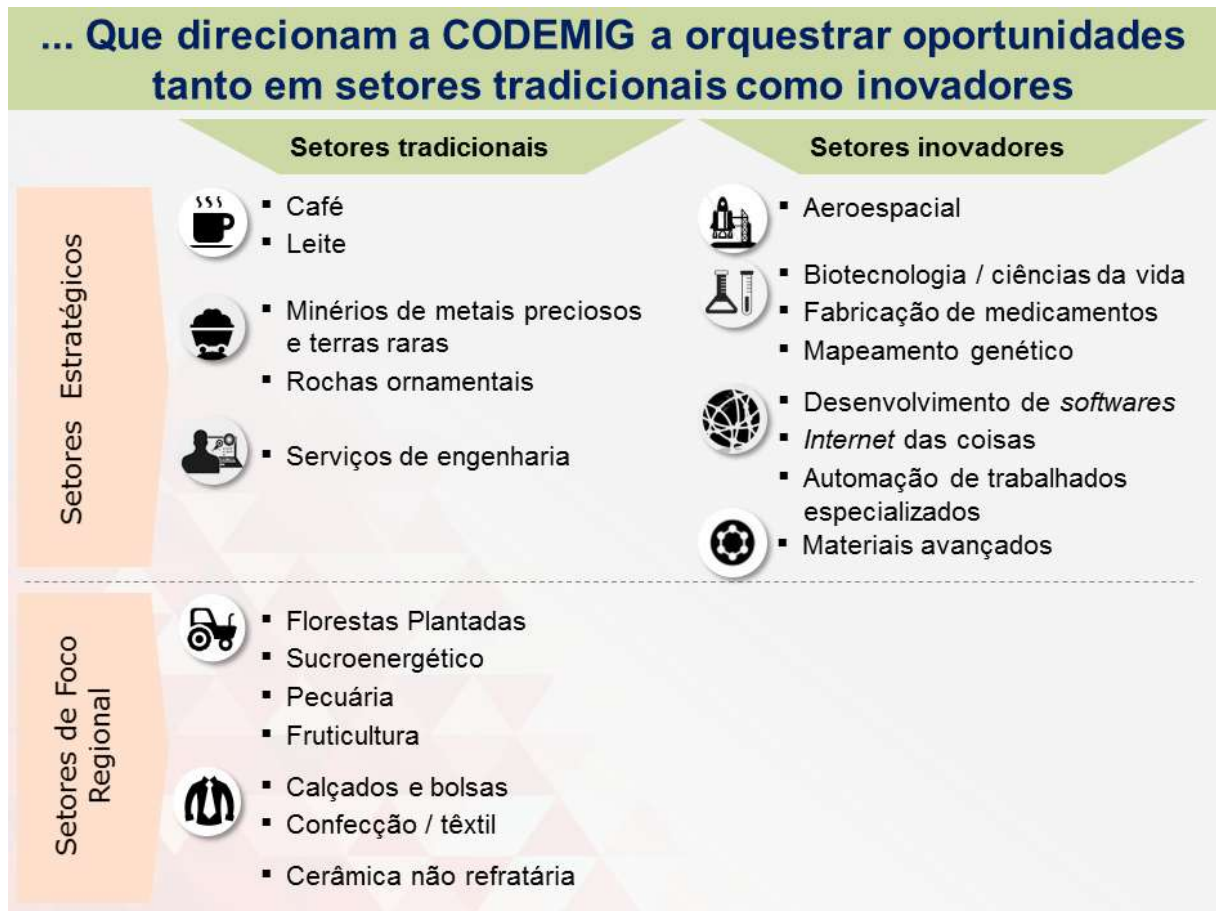 ... Que direcionam a CODEMIG a orquestrar oportunidades
tanto em setores tradicionais como inovadores
Setores tradicionais
Setores inovadores
Setores Estratégicos
▪ Café
▪ Leite
▪ Minérios de metais preciosos
e terras raras
▪ Rochas ornamentais
▪ Serviços de engenharia
▪ Aeroespacial
▪ Biotecnologia / ciências da vida
▪ Fabricação de medicamentos
▪ Mapeamento genético
▪ Desenvolvimento de softwares
▪ Internet das coisas
▪ Automação de trabalhados
especializados
▪ Materiais avançados
Setores de Foco
Regional
▪ Florestas Plantadas
▪ Sucroenergético
▪ Pecuária
▪ Fruticultura
▪ Calçados e bolsas
▪ Confecção / têxtil
▪ Cerâmica não refratária